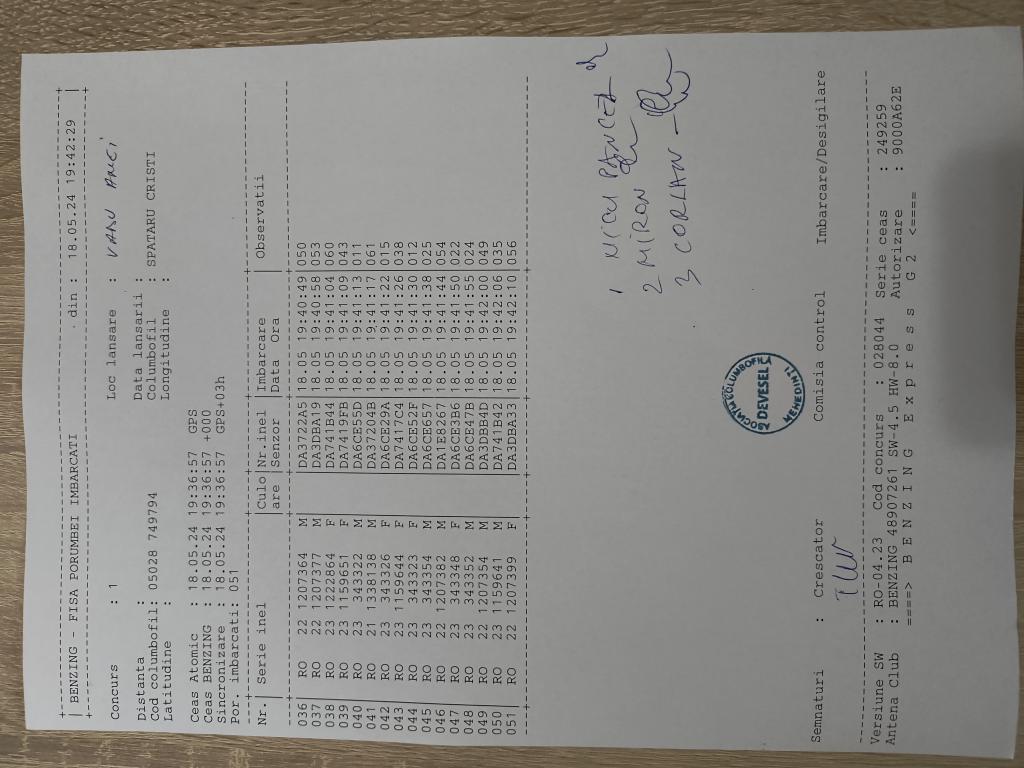 | BENZING - FISA PORUMBEI IMBARCATI . din : 18.05.24 19:42:29 |
Concurs : 1 Loc lansare : VANU
Distanta : Data lansarii :
Cod columbofil: 05028 749794 Columbofil : SPATARU CRISTI
Latitudine : Longitudine :
Ceas Atomic : 18.05.24 19:36:57 GPS
Ceas BENZING : 18.05.24 19:36:57 +000
Sincronizare : 18.05.24 19:36:57 GPS+03h
Por. imbarcati: 051
Nr. | Serie inel |Culo|Nr.inel |Imbarcare | Observatii
|are |Senzor |Data Ora |
036 | RO 22 1207364 M | |DA3722A5|18.05 19:40:49|050
037 | RO 22 1207377 M | |DA3DEA19|18.05 19:40:58|053
038 | RO 23 1222864 F | |DA741B44|18.05 19:41:04|060
039 | RO 23 1159651 F | |DA7419FB|18.05 19:41:09|043
040 | RO 23 343322 M | |DA6CE55D|18.05 19:41:13|011
041 | RO 21 1338138 M | |DA37204B|18.05 19:41:17|061
042 | RO 23 343326 F | |DA6CE29A|18.05 19:41:22|015
043 | RO 23 1159644 F | |DA7417C4|18.05 19:41:26|038
044 | RO 23 343323 F | |DA6CE52F|18.05 19:41:30|012
045 | RO 23 343354 M | |DA6CE657|18.05 19:41:38|025
046 | RO 22 1207382 M | |DA1E8267|18.05 19:41:44|054
047 | RO 23 343348 F | |DA6CE3B6|18.05 19:41:50|022
048 | RO 23 343352 M | |DA6CE47B|18.05 19:41:55|024
049 | RO 22 1207354 M | |DA3DBB4D|18.05 19:42:00|049
050 | RO 23 1159641 M | |DA741B42|18.05 19:42:06|035
051 | RO 22 1207399 F | |DA3DBA33|18.05 19:42:10|056
1 NICU
2 MIRON
3 CORLAN
ASOCIATIA COLUMBOFILA
DEVESEL
MEHEDINTI
Semnaturi : Crescator Comisia control Imbarcare/Desigilare
Versiune SW : RO-04.23 Cod concurs : 028044 Serie ceas : 249259
Antena Club : BENZING 48907261 SW-4.5 HW-8.0 Autorizare : 9000A62E
====> B E N Z I N G E x p r e s s G 2 <====